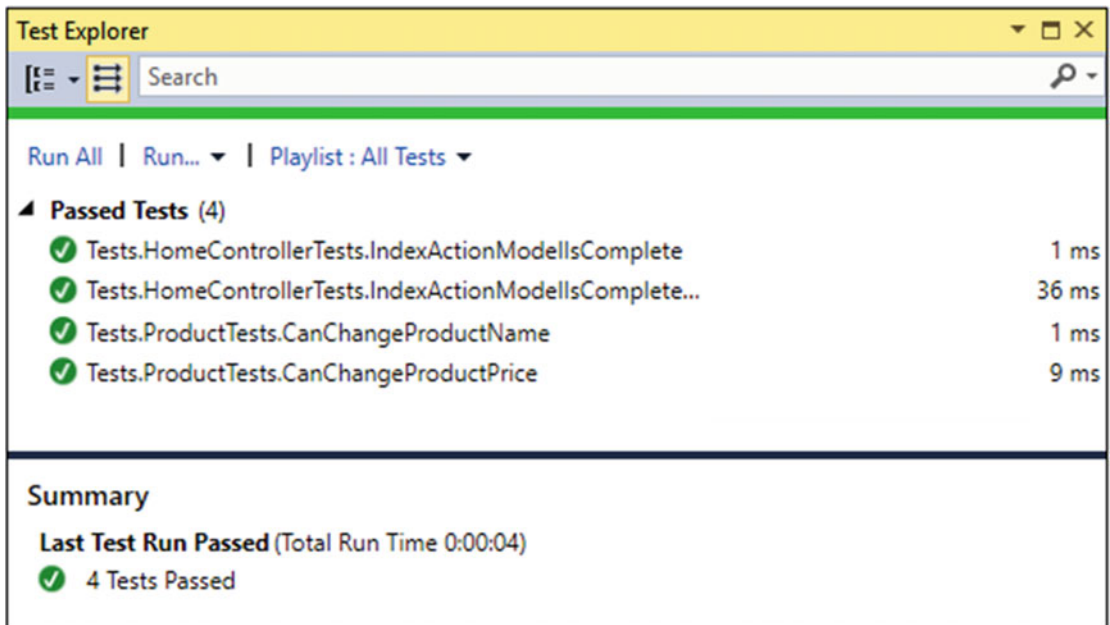 Test Explorer
Search
Run All | Run... | Playlist : All Tests
Passed Tests (4)
Tests.HomeControllerTests.IndexActionModelIsComplete 1 ms
Tests.HomeControllerTests.IndexActionModelIsComplete... 36 ms
Tests.ProductTests.CanChangeProductName 1 ms
Tests.ProductTests.CanChangeProductPrice 9 ms
Summary
Last Test Run Passed (Total Run Time 0:00:04)
4 Tests Passed